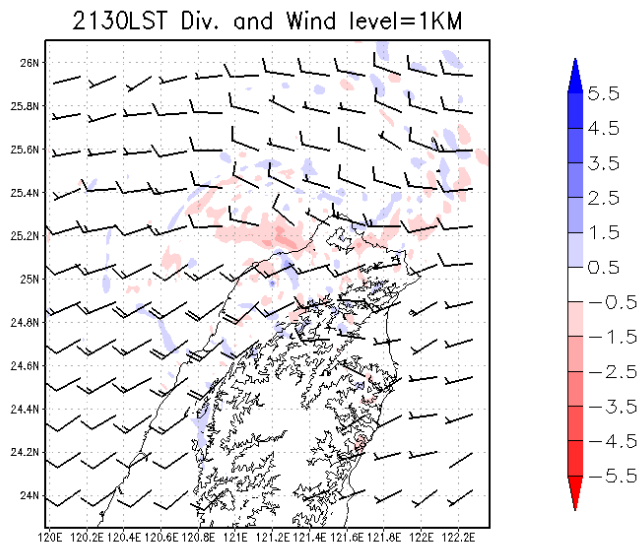 2130LST Div. and Wind level=1KM
26N
25.8N
25.6N
25.4N
25.2N
25N
24.8N
24.6N
24.4N
24.2N
24N
120E 120.2E 120.4E 120.6E 120.8E 121E 121.2E 121.4E 121.6E 121.8E 122E 122.2E
5.5
4.5
3.5
2.5
1.5
0.5
−0.5
−1.5
−2.5
−3.5
−4.5
−5.5